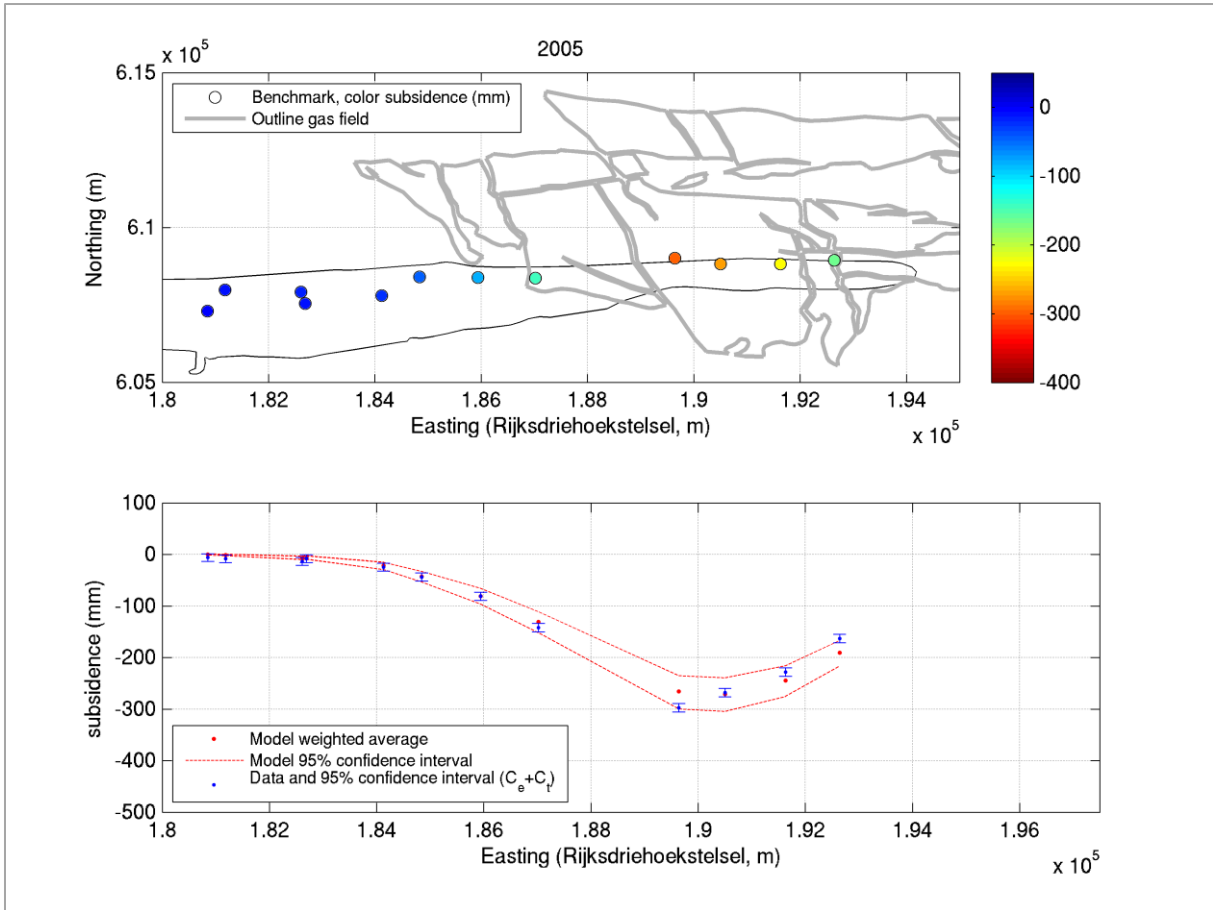 2005
x 10^5
6.15
6.1
6.05
Northing (m)
Benchmark, color subsidence (mm)
Outline gas field
1.8 1.82 1.84 1.86 1.88 1.9 1.92 1.94
Easting (Rijksdriehoekstelsel, m)
x 10^5
0
-100
-200
-300
-400
100
0
-100
-200
-300
-400
-500
subsidence (mm)
Model weighted average
Model 95% confidence interval
Data and 95% confidence interval (C_e+C_t)
1.8 1.82 1.84 1.86 1.88 1.9 1.92 1.94 1.96
Easting (Rijksdriehoekstelsel, m)
x 10^5